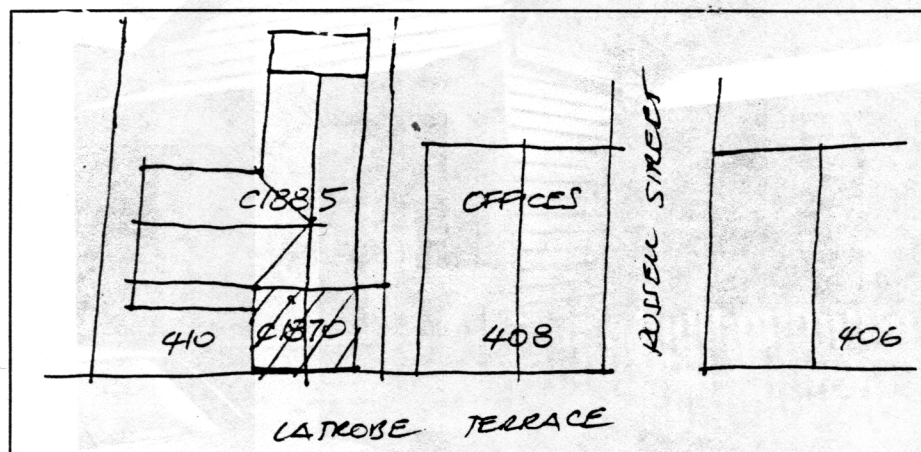 C1885
OFFICES
RUSSELL STREET
410
C1870
408
406
LATROBE TERRACE